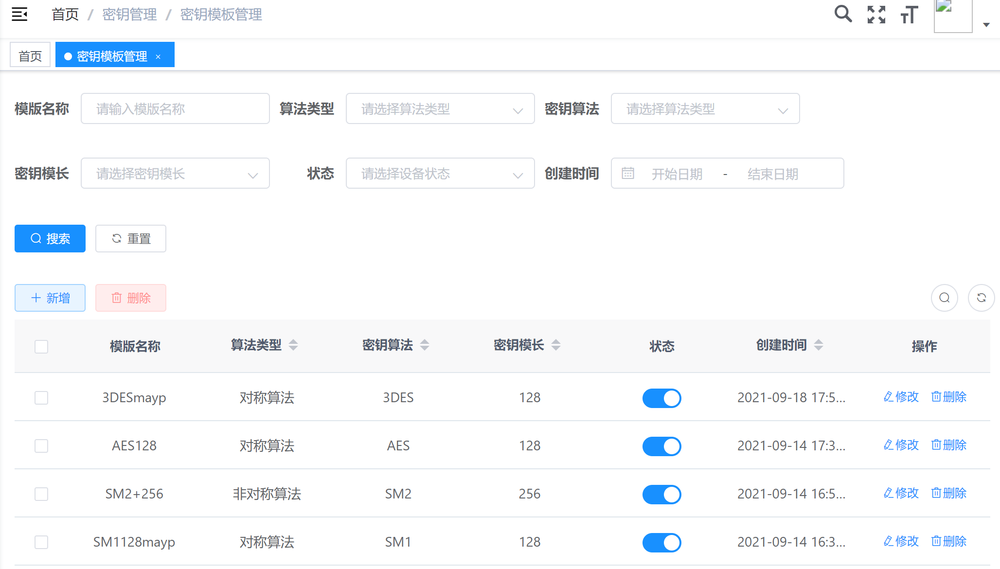 首页 / 密钥管理 / 密钥模板管理
首页 密钥模板管理 ×
模版名称 请输入模版名称 算法类型 请选择算法类型 密钥算法 请选择算法类型
密钥模长 请选择密钥模长 状态 请选择设备状态 创建时间 开始日期 - 结束日期
搜索 重置
新增 删除
模版名称 算法类型 密钥算法 密钥模长 状态 创建时间 操作
3DESmayp 对称算法 3DES 128 2021-09-18 17:5... 修改 删除
AES128 对称算法 AES 128 2021-09-14 17:3... 修改 删除
SM2+256 非对称算法 SM2 256 2021-09-14 16:5... 修改 删除
SM1128mayp 对称算法 SM1 128 2021-09-14 16:3... 修改 删除